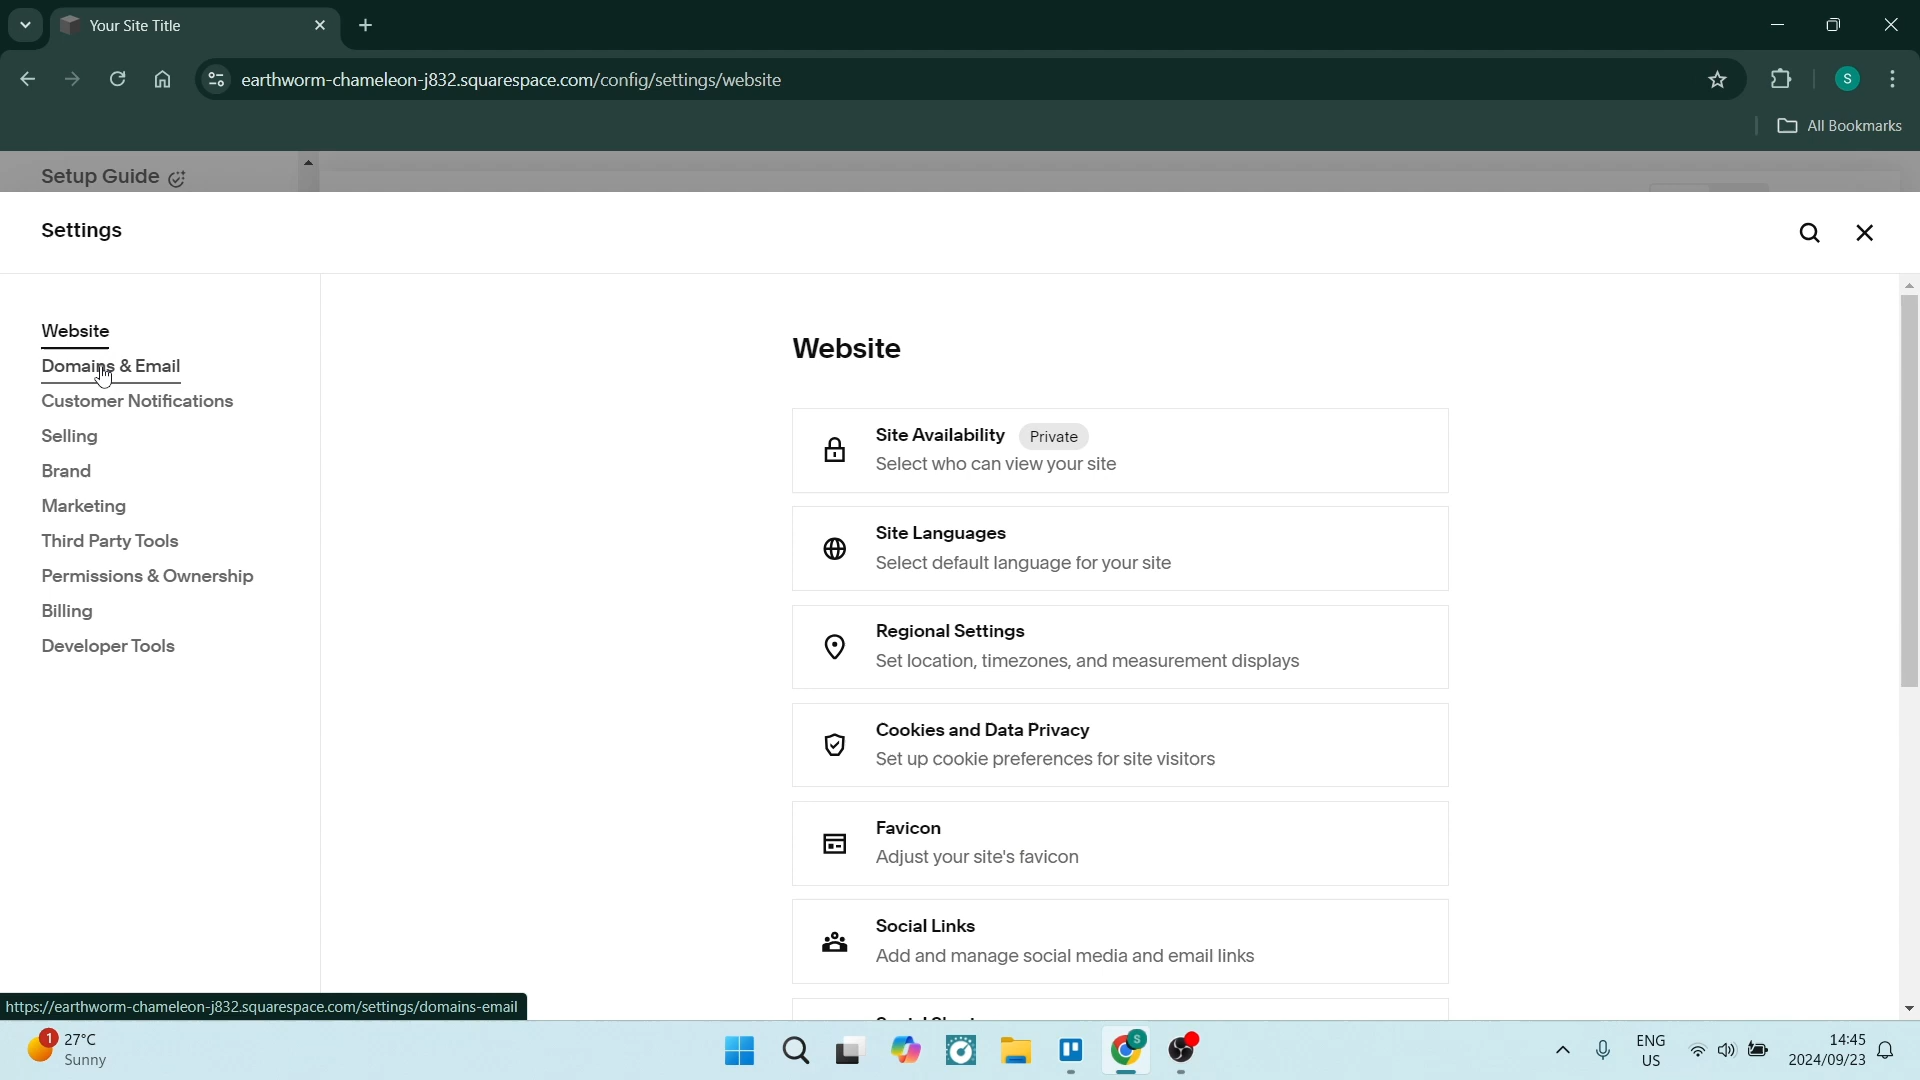 Your Site Title
earthworm-chameleon-j832.squarespace.com/config/settings/website
S
All Bookmarks
Setup Guide
Settings
Website
Domains & Email
Customer Notifications
Selling
Brand
Marketing
Third Party Tools
Permissions & Ownership
Billing
Developer Tools
Website
Site Availability Private
Select who can view your site
Site Languages
Select default language for your site
Regional Settings
Set location, timezones, and measurement displays
Cookies and Data Privacy
Set up cookie preferences for site visitors
Favicon
Adjust your site's favicon
Social Links
Add and manage social media and email links
https://earthworm-chameleon-j832.squarespace.com/settings/domains-email
1
27°C
Sunny
S
ENG
US
14:45
2024/09/23